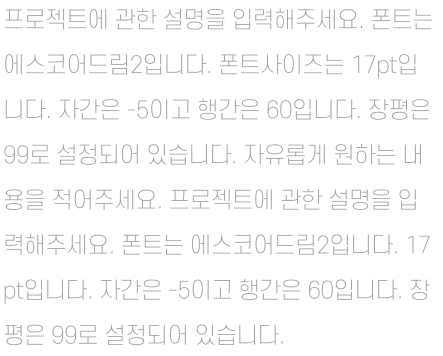 프로젝트에 관한 설명을 입력해주세요. 폰트는
에스코어드림2입니다. 폰트사이즈는 17pt입
니다. 자간은 -50이고 행간은 60입니다. 장평은
99로 설정되어 있습니다. 자유롭게 원하는 내
용을 적어주세요. 프로젝트에 관한 설명을 입
력해주세요. 폰트는 에스코어드림2입니다. 17
pt입니다. 자간은 -50이고 행간은 60입니다. 장
평은 99로 설정되어 있습니다.